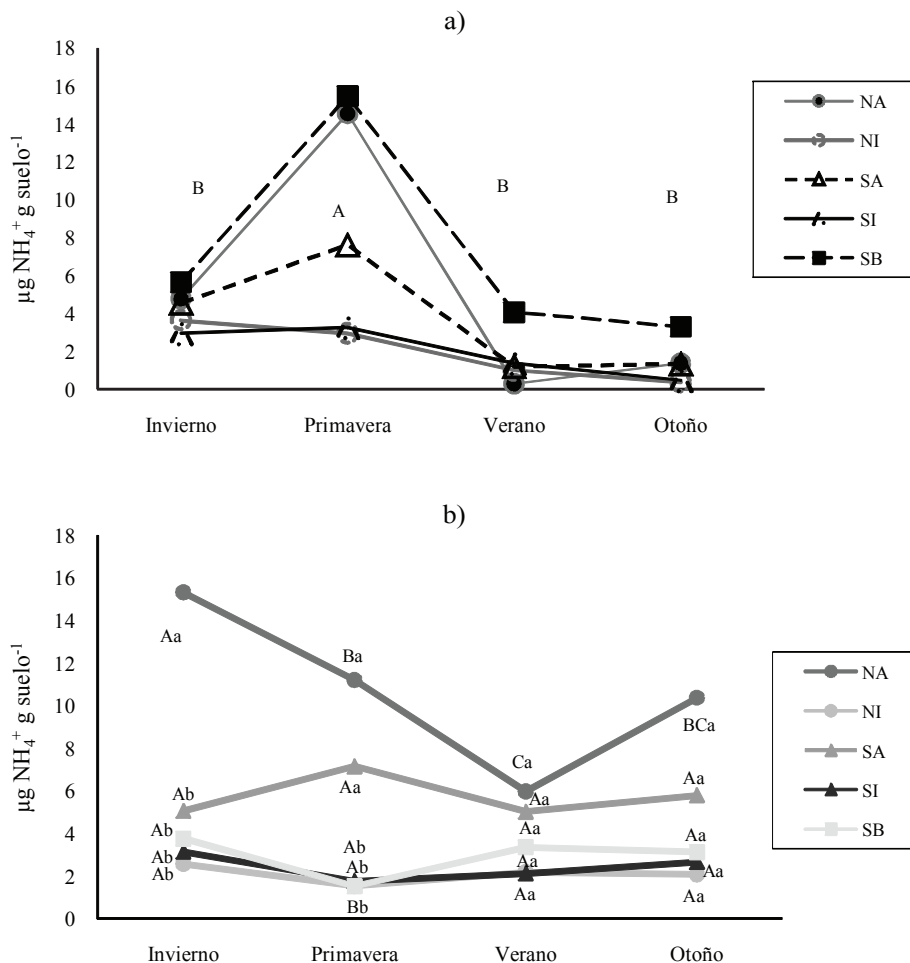 a)
18
16
14
12
10
8
6
4
2
0
µg NH₄⁺ g suelo⁻¹
B
A
B
B
Invierno
Primavera
Verano
Otoño
NA
NI
SA
SI
SB
b)
18
16
14
12
10
8
6
4
2
0
µg NH₄⁺ g suelo⁻¹
Aa
Ba
Ca
BCa
Ab
Aa
Aa
Aa
Ab
Ab
Ab
Ab
Ab
Bb
Aa
Aa
Aa
Aa
Aa
Aa
Invierno
Primavera
Verano
Otoño
NA
NI
SA
SI
SB